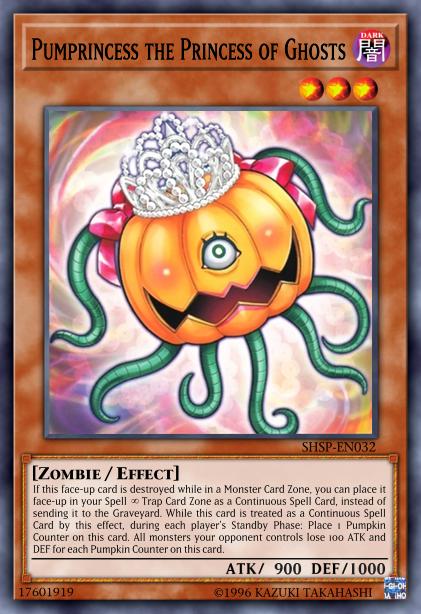 Pumprincess the Princess of Ghosts
DARK
闇
SHSP-EN032
[Zombie / Effect]
If this face-up card is destroyed while in a Monster Card Zone, you can place it
face-up in your Spell ∞ Trap Card Zone as a Continuous Spell Card, instead of
sending it to the Graveyard. While this card is treated as a Continuous Spell
Card by this effect, during each player's Standby Phase: Place 1 Pumpkin
Counter on this card. All monsters your opponent controls lose 100 ATK and
DEF for each Pumpkin Counter on this card.
ATK/ 900 DEF/1000
17601919
©1996 KAZUKI TAKAHASHI